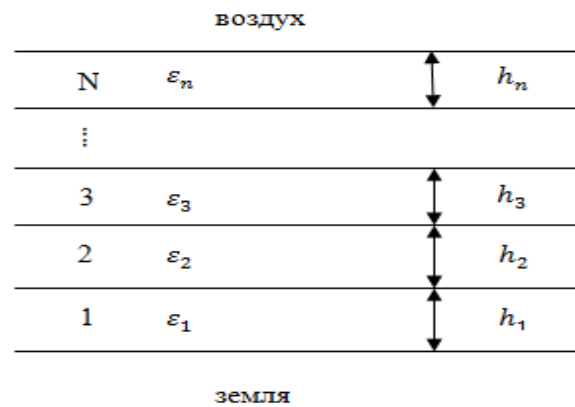 воздух
N εₙ hₙ
⁞
3 ε₃ h₃
2 ε₂ h₂
1 ε₁ h₁
земля